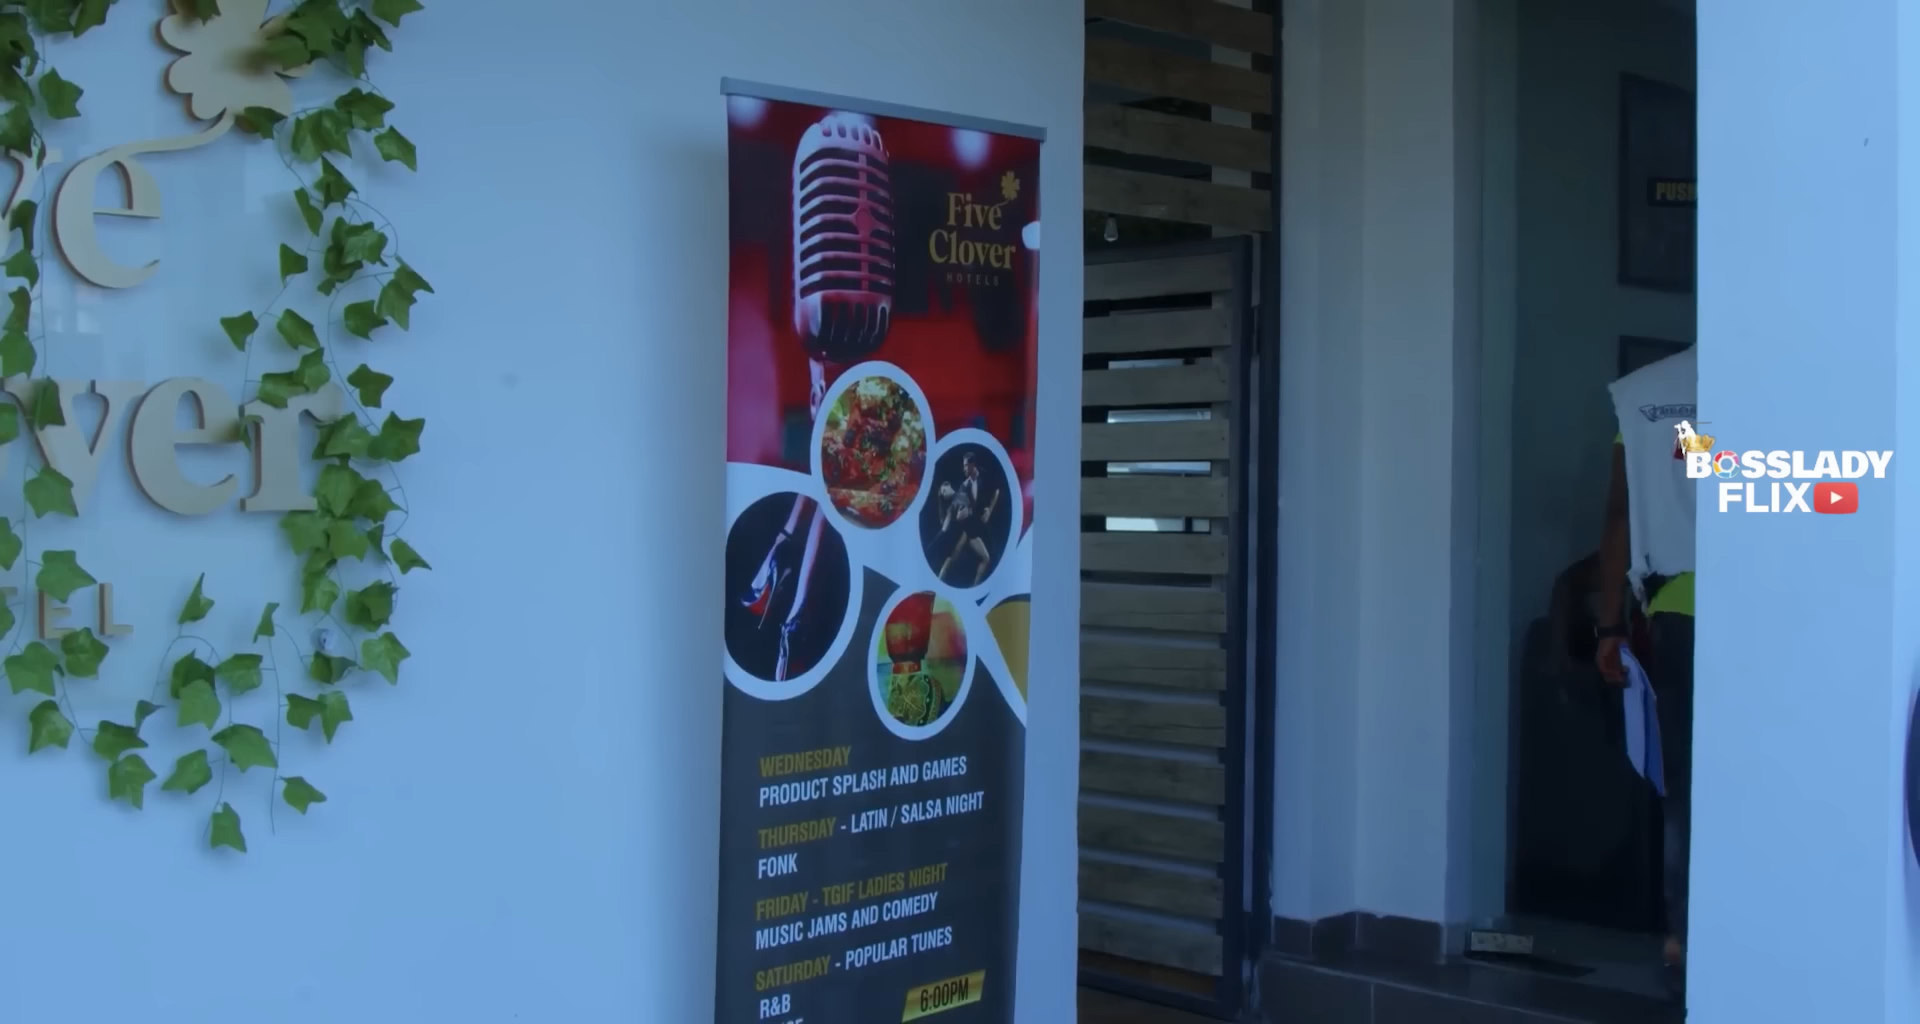 Five
Clover
HOTELS
WEDNESDAY
PRODUCT SPLASH AND GAMES
THURSDAY - LATIN / SALSA NIGHT
FONK
FRIDAY - TGIF LADIES NIGHT
MUSIC JAMS AND COMEDY
SATURDAY - POPULAR TUNES
R&B
6:00PM
PUSH
BOSSLADY
FLIX